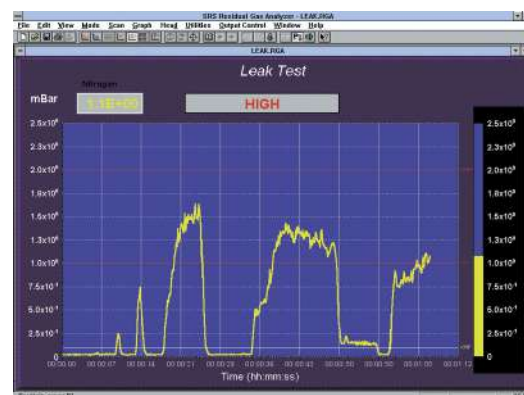 SRS Residual Gas Analyzer - LEAK.RGA
File Edit View Mode Scan Graph Head Utilities Output Control Window Help
LEAK.RGA
Leak Test
Nitrogen
mBar
1.1E+00
HIGH
2.5x10⁰ 2.5x10⁰
2.3x10⁰ 2.3x10⁰
2.0x10⁰ 2.0x10⁰
1.8x10⁰ 1.8x10⁰
1.5x10⁰ 1.5x10⁰
1.3x10⁰ 1.3x10⁰
1.0x10⁰ 1.0x10⁰
7.5x10⁻¹ 7.5x10⁻¹
5.0x10⁻¹ 5.0x10⁻¹
2.5x10⁻¹ 2.5x10⁻¹
0 0
00:00:00 00:00:07 00:00:14 00:00:21 00:00:28 00:00:36 00:00:43 00:00:50 00:01:12
Time (hh:mm:ss)